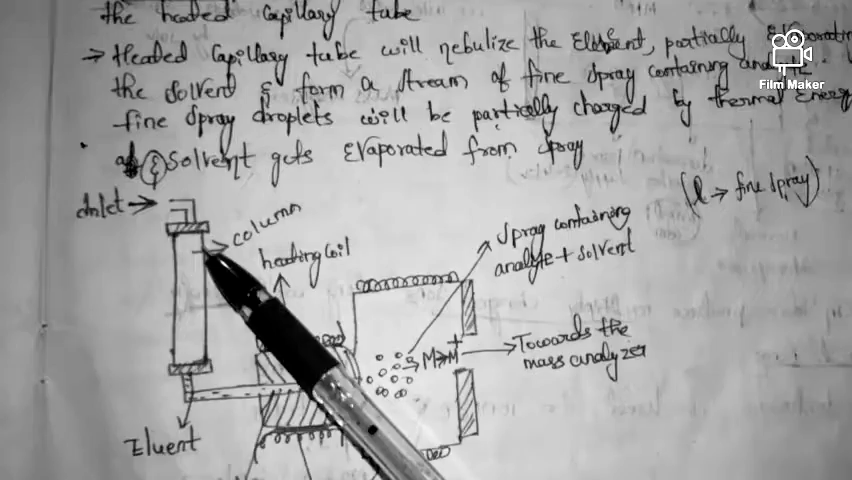 the heated Capillary tube
→ Heated Capillary tube will nebulize the Eluent, partially Evaporating
the solvent & form a stream of fine spray containing analyte.
fine spray droplets will be partially charged by thermal Energy
& Solvent gets Evaporated from spray
(l → fine spray)
Inlet →
column
heating coil
spray containing
analyte + solvent
M → M+
Towards the
mass analyzer
Eluent
Film Maker